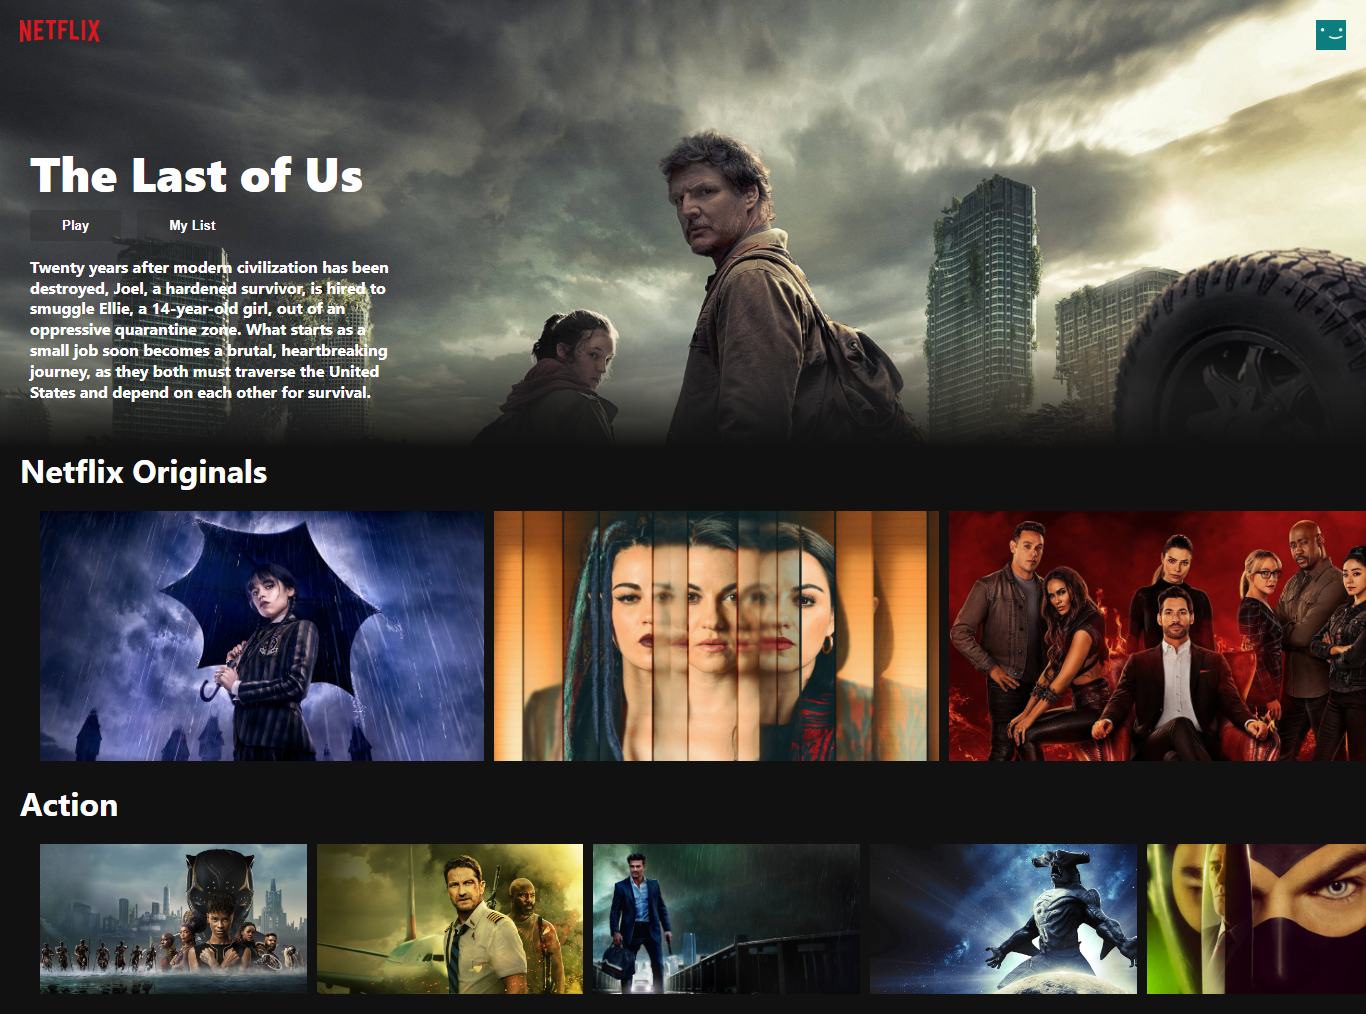 NETFLIX
The Last of Us
Play
My List
Twenty years after modern civilization has been
destroyed, Joel, a hardened survivor, is hired to
smuggle Ellie, a 14-year-old girl, out of an
oppressive quarantine zone. What starts as a
small job soon becomes a brutal, heartbreaking
journey, as they both must traverse the United
States and depend on each other for survival.
Netflix Originals
Action